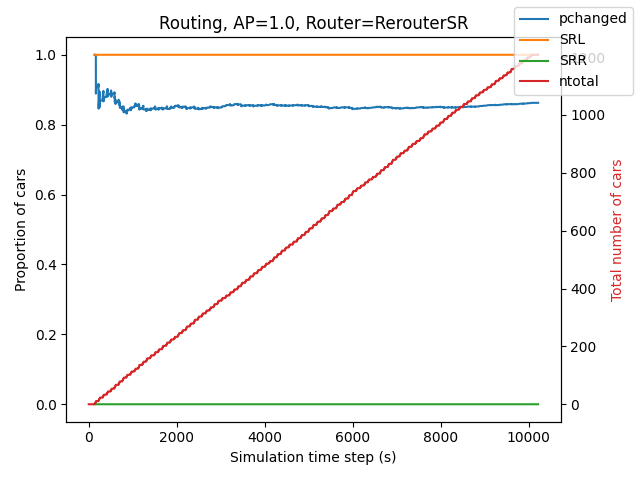 Routing, AP=1.0, Router=RerouterSR
pchanged
SRL
SRR
ntotal
1.0
0.8
0.6
0.4
0.2
0.0
Proportion of cars
1200
1000
800
600
400
200
0
Total number of cars
0
2000
4000
6000
8000
10000
Simulation time step (s)